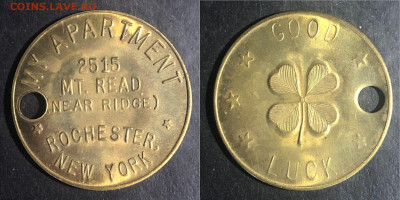 COINS.LAVE.RU
MY APARTMENT
2515
MT. READ
(NEAR RIDGE)
ROCHESTER,
NEW YORK
GOOD
LUCK